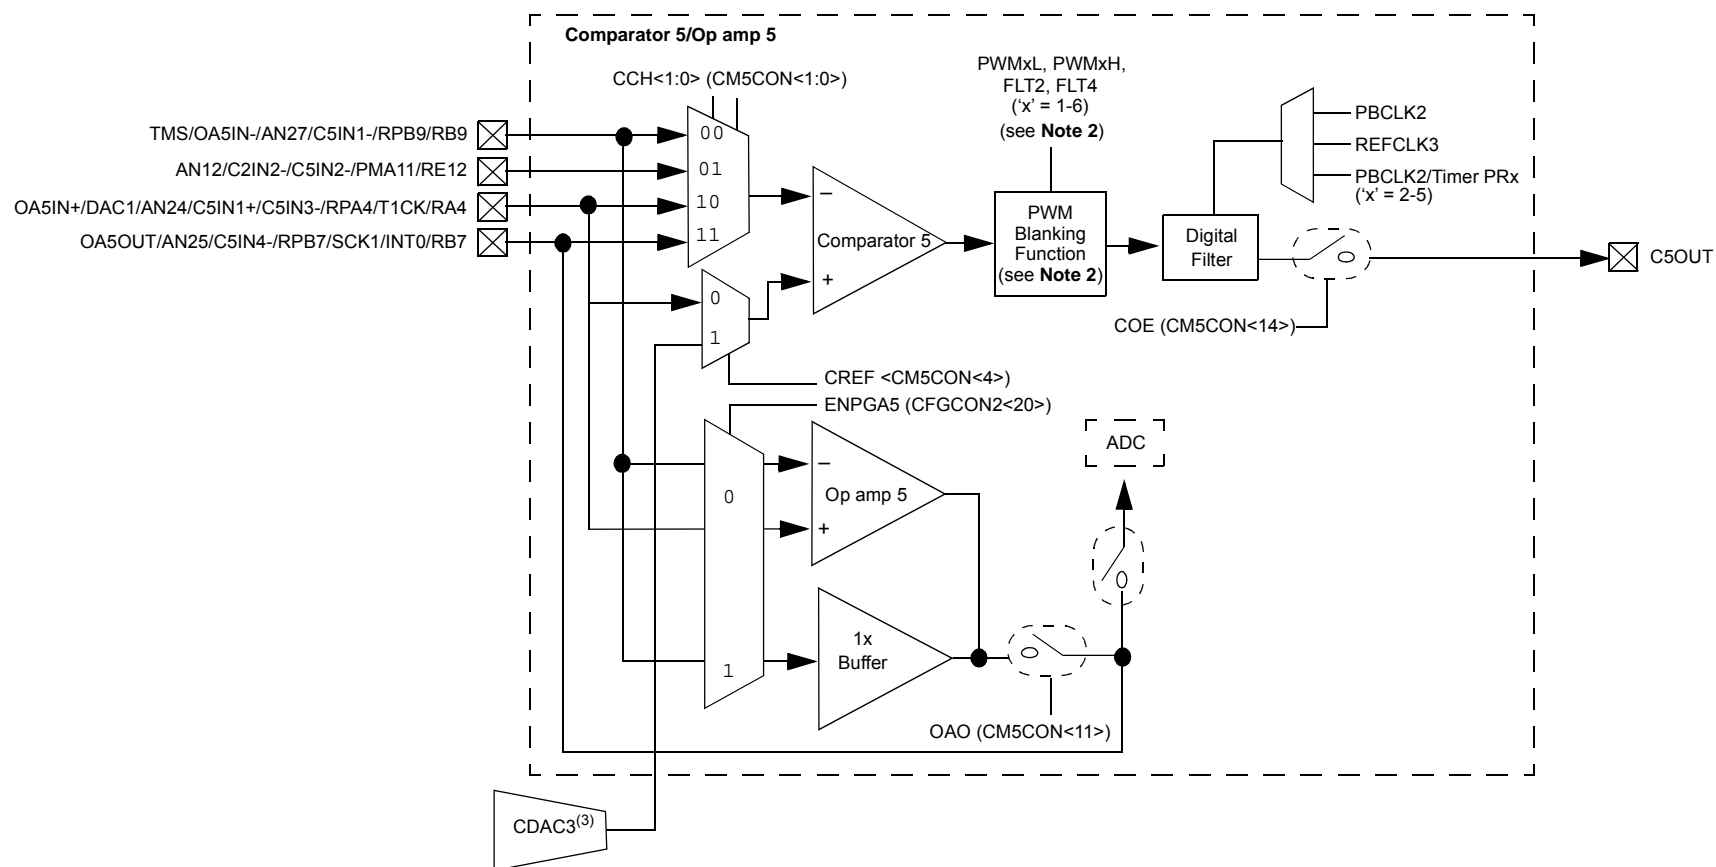 Comparator 5/Op amp 5
CCH<1:0> (CM5CON<1:0>)
PWMxL, PWMxH,
FLT2, FLT4
(‘x’ = 1-6)
(see Note 2)
PBCLK2
REFCLK3
PBCLK2/Timer PRx
(‘x’ = 2-5)
TMS/OA5IN-/AN27/C5IN1-/RPB9/RB9
AN12/C2IN2-/C5IN2-/PMA11/RE12
OA5IN+/DAC1/AN24/C5IN1+/C5IN3-/RPA4/T1CK/RA4
OA5OUT/AN25/C5IN4-/RPB7/SCK1/INT0/RB7
00
01
10
11
–
Comparator 5
+
PWM
Blanking
Function
(see Note 2)
Digital
Filter
C5OUT
COE (CM5CON<14>)
0
1
CREF <CM5CON<4>)
ENPGA5 (CFGCON2<20>)
ADC
0
1
–
Op amp 5
+
1x
Buffer
OAO (CM5CON<11>)
CDAC3(3)